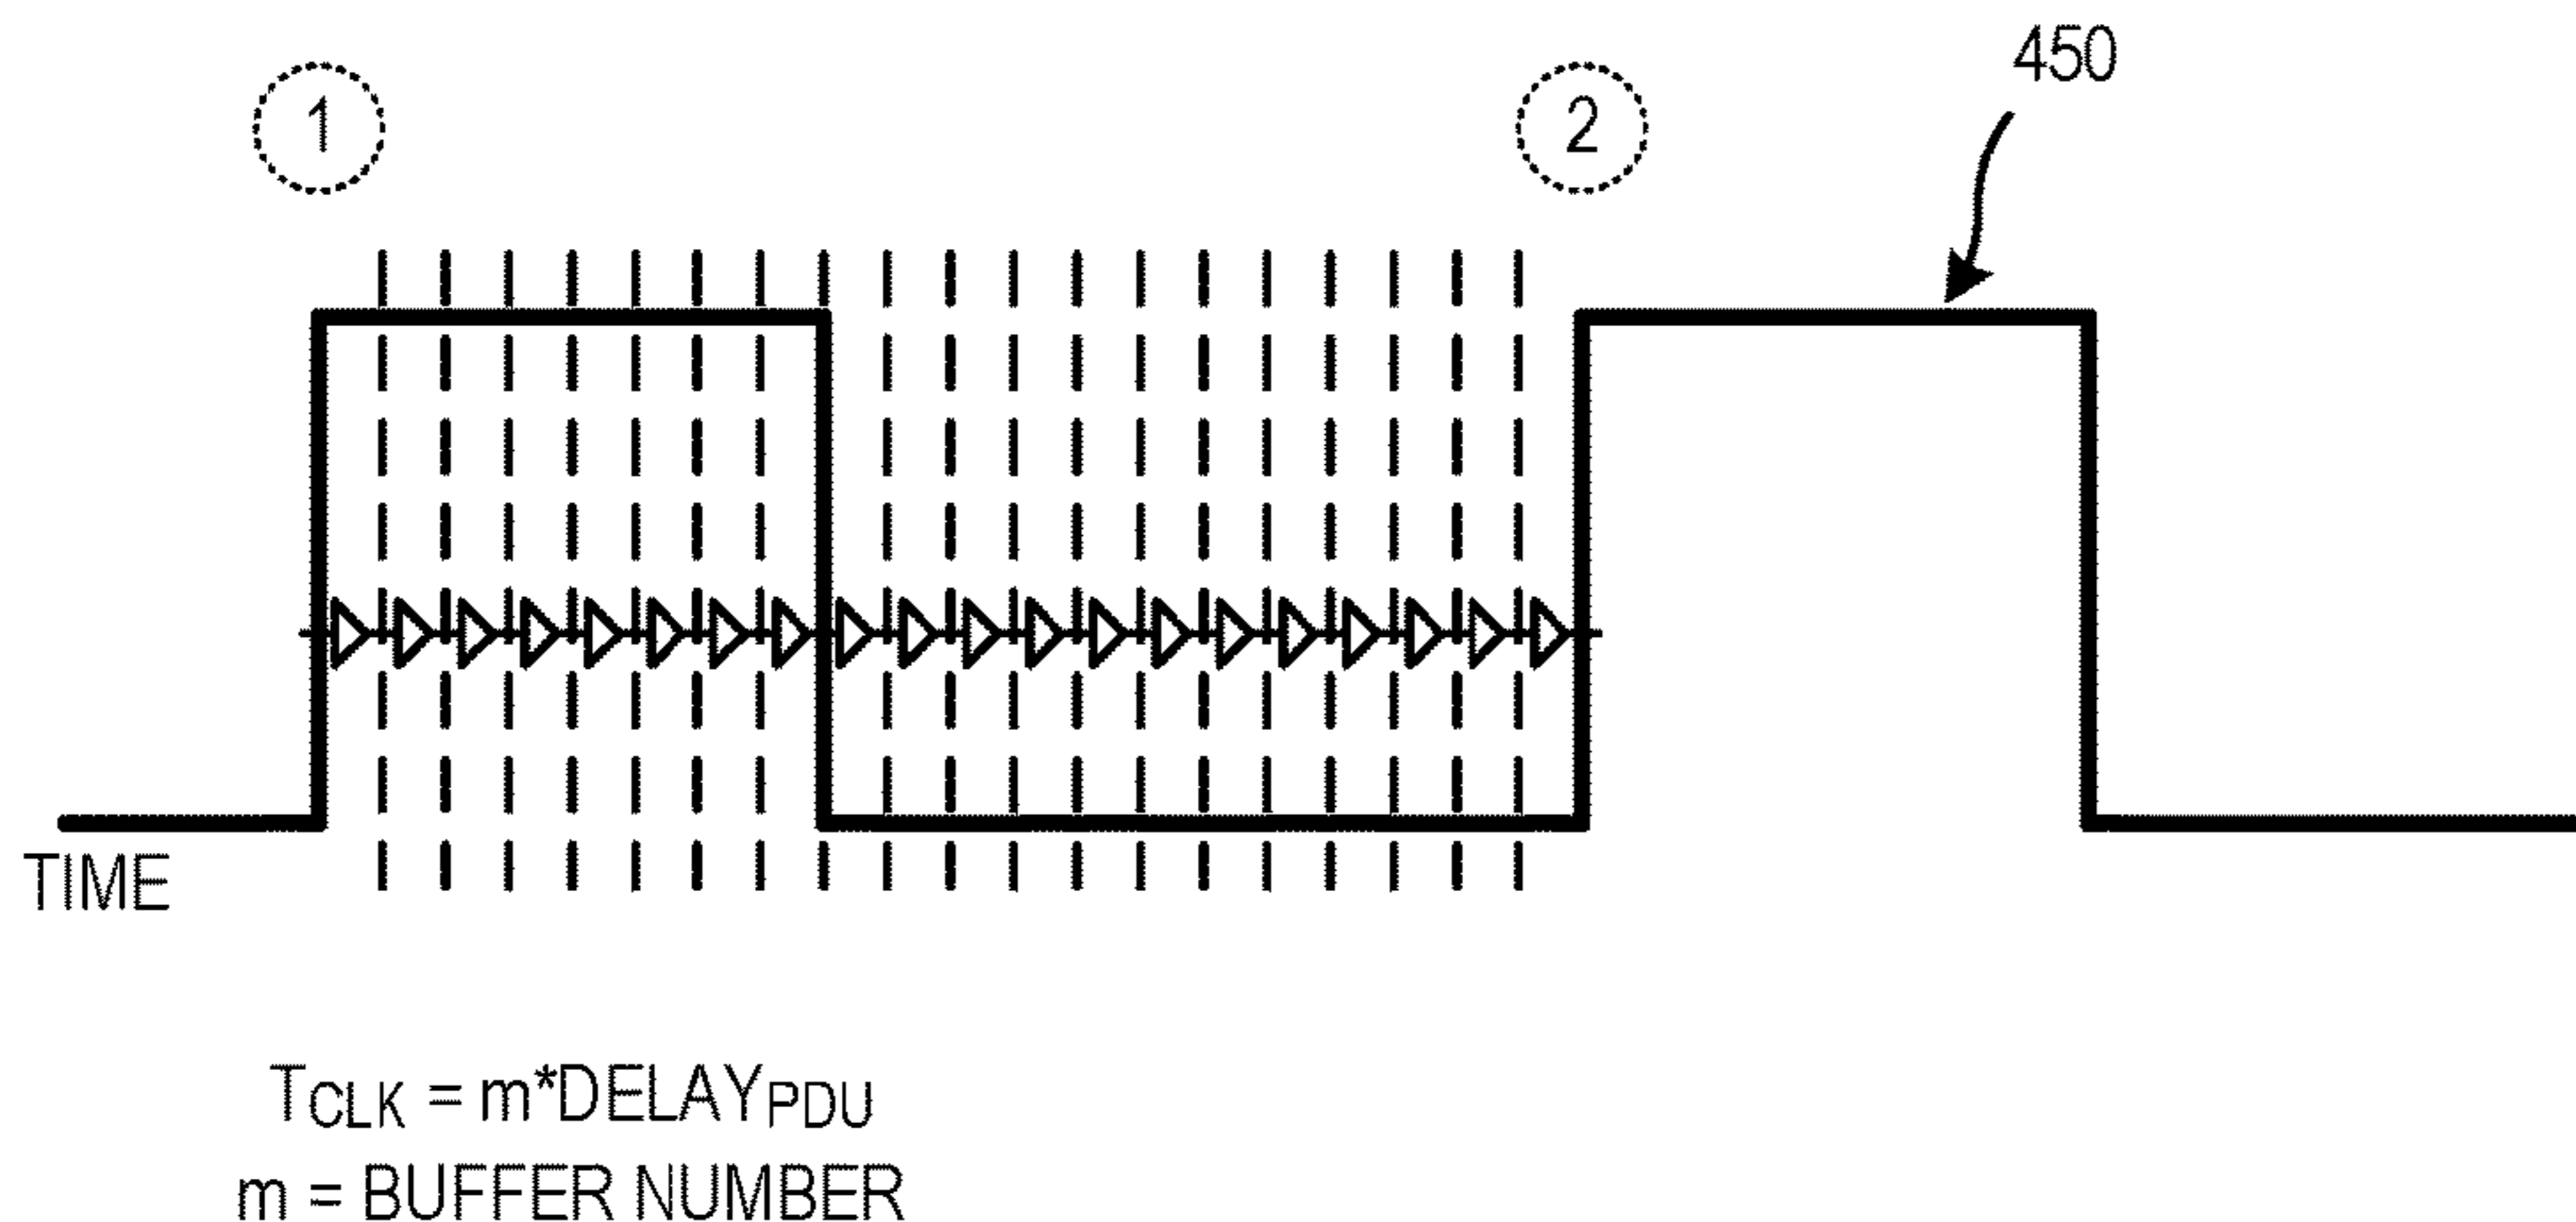 450
1
2
TIME
TCLK = m*DELAYPDU
m = BUFFER NUMBER